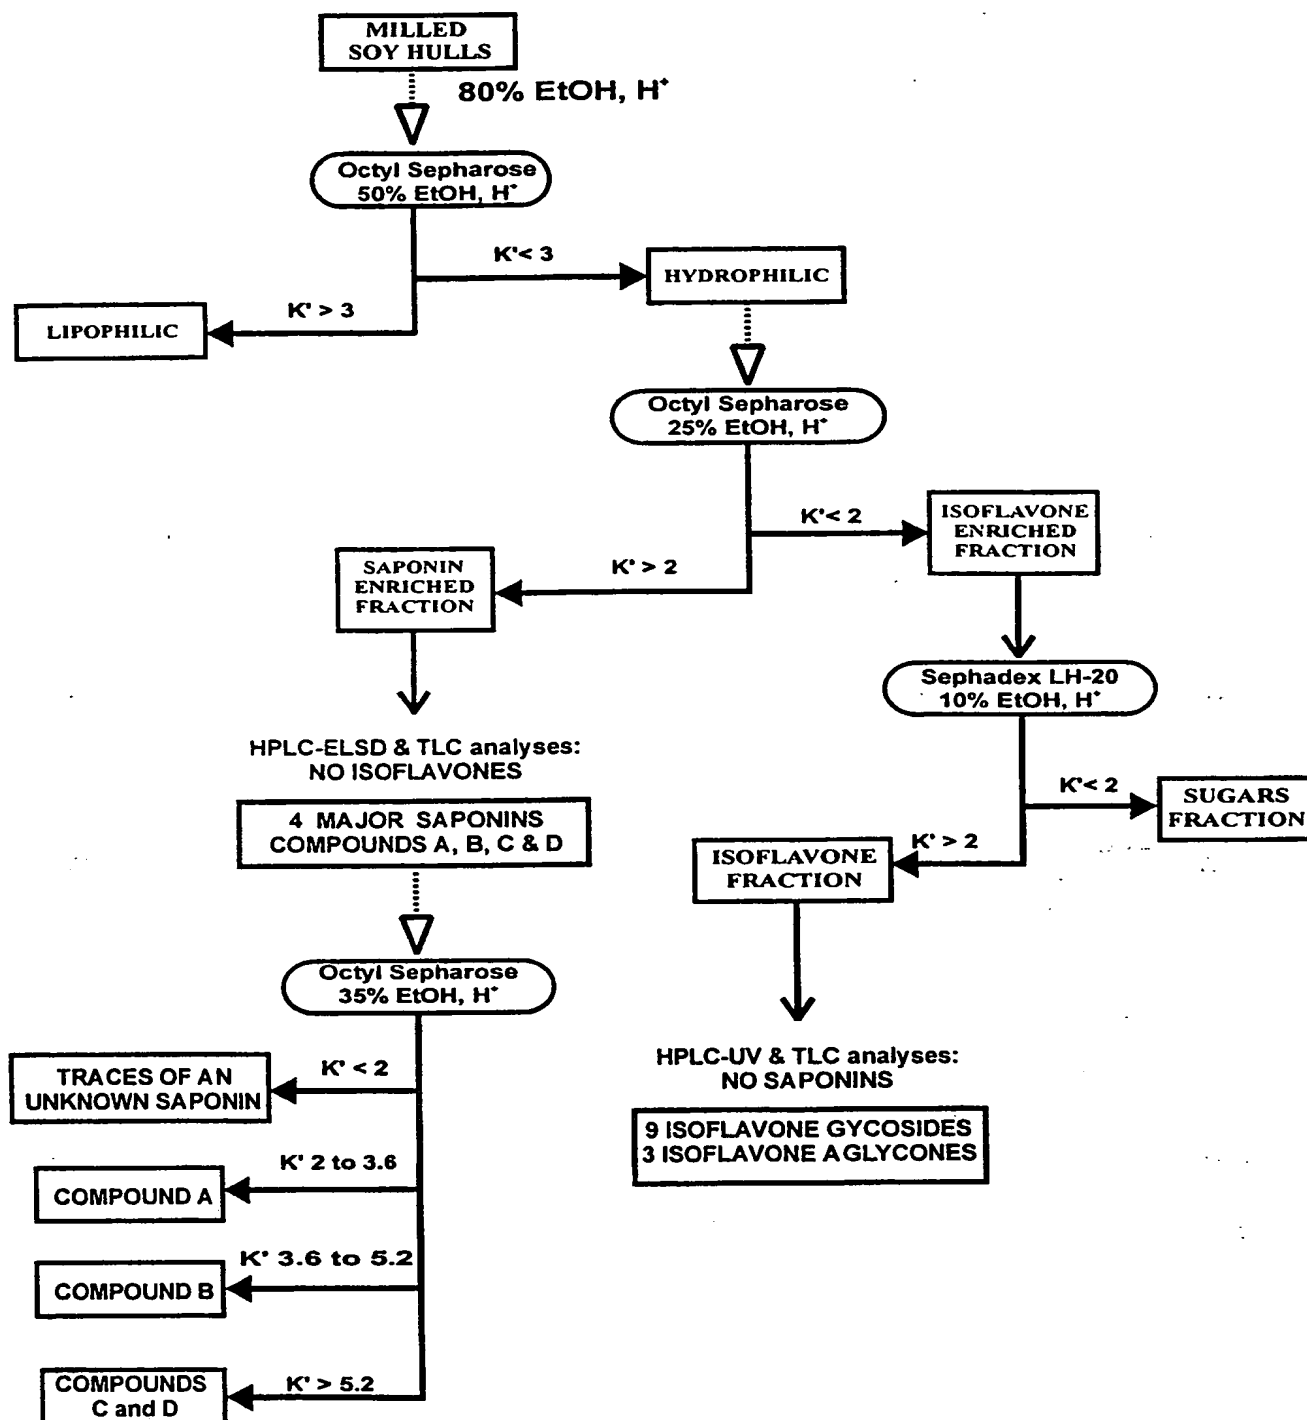 MILLED
SOY HULLS
80% EtOH, H+
Octyl Sepharose
50% EtOH, H+
K'< 3
HYDROPHILIC
K' > 3
LIPOPHILIC
Octyl Sepharose
25% EtOH, H+
K'< 2
ISOFLAVONE
ENRICHED
FRACTION
K' > 2
SAPONIN
ENRICHED
FRACTION
Sephadex LH-20
10% EtOH, H+
HPLC-ELSD & TLC analyses:
NO ISOFLAVONES
K'< 2
SUGARS
FRACTION
4 MAJOR SAPONINS
COMPOUNDS A, B, C & D
K' > 2
ISOFLAVONE
FRACTION
Octyl Sepharose
35% EtOH, H+
K' < 2
TRACES OF AN
UNKNOWN SAPONIN
HPLC-UV & TLC analyses:
NO SAPONINS
9 ISOFLAVONE GYCOSIDES
3 ISOFLAVONE AGLYCONES
K' 2 to 3.6
COMPOUND A
K' 3.6 to 5.2
COMPOUND B
K' > 5.2
COMPOUNDS
C and D